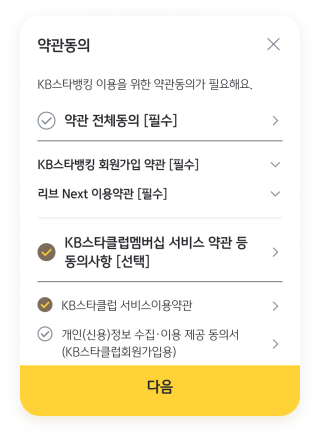 약관동의
KB스타뱅킹 이용을 위한 약관동의가 필요해요.
약관 전체동의 [필수]
KB스타뱅킹 회원가입 약관 [필수]
리브 Next 이용약관 [필수]
KB스타클럽멤버십 서비스 약관 등
동의사항 [선택]
KB스타클럽 서비스이용약관
개인(신용)정보 수집·이용 제공 동의서
(KB스타클럽회원가입용)
다음